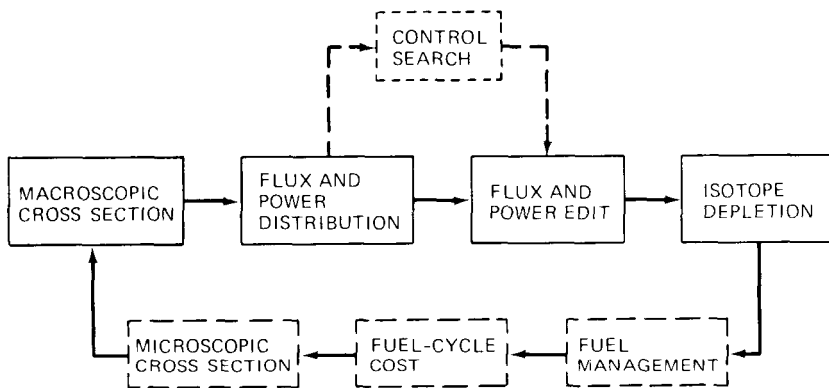 CONTROL
SEARCH
MACROSCOPIC
CROSS SECTION
FLUX AND
POWER
DISTRIBUTION
FLUX AND
POWER EDIT
ISOTOPE
DEPLETION
MICROSCOPIC
CROSS SECTION
FUEL-CYCLE
COST
FUEL
MANAGEMENT